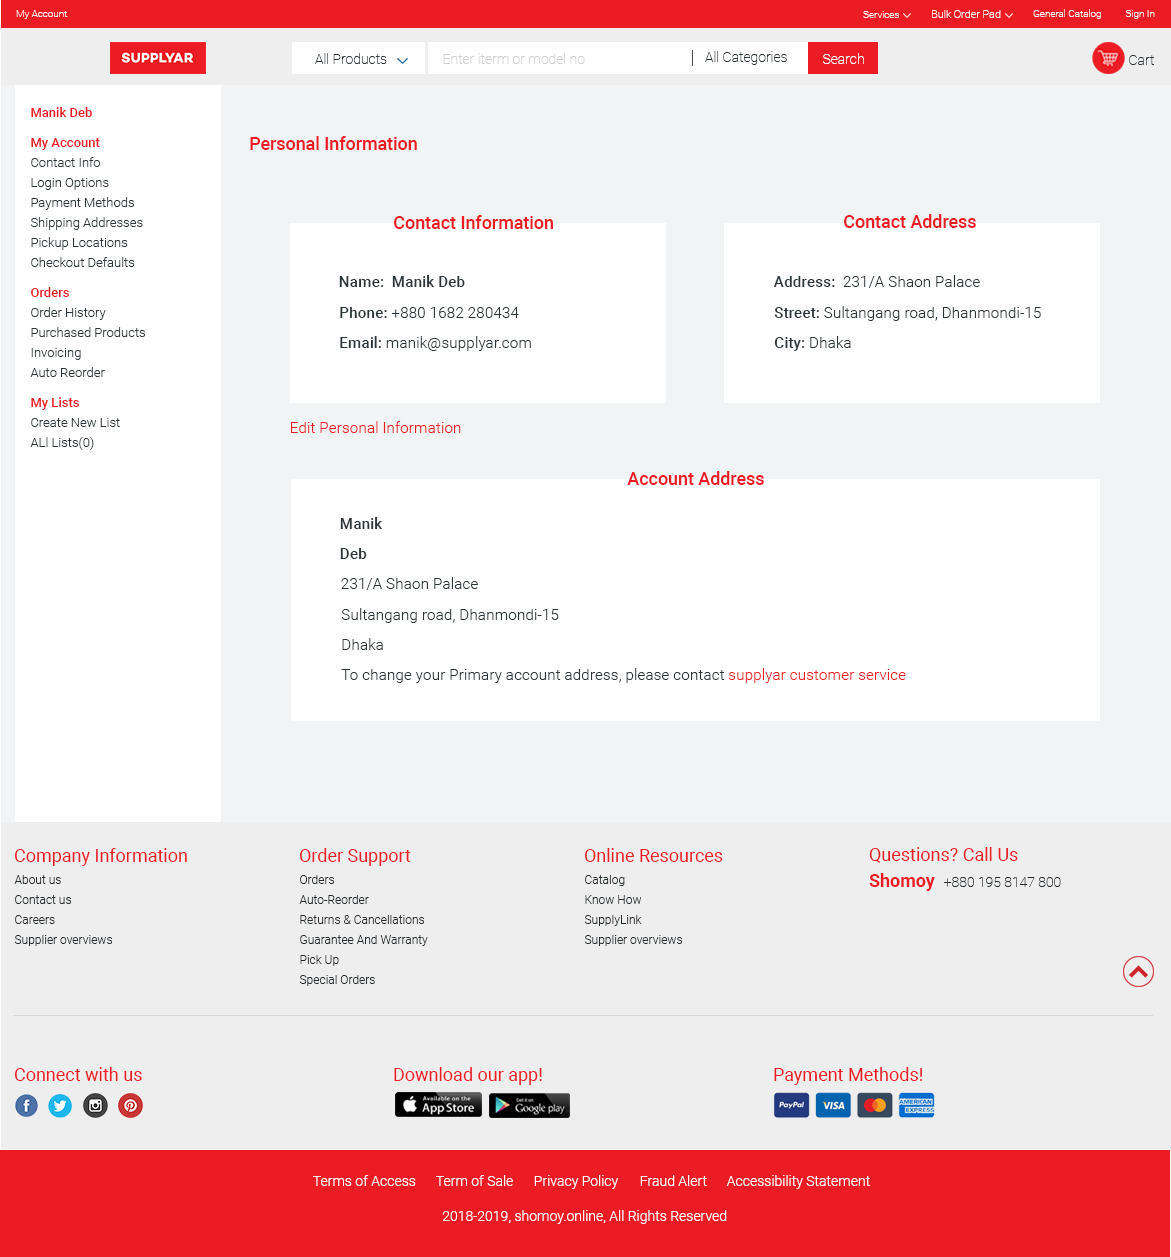 My Account
Services
Bulk Order Pad
General Catalog
Sign In
SUPPLYAR
All Products
Enter iterm or model no
All Categories
Search
Cart
Manik Deb
My Account
Contact Info
Login Options
Payment Methods
Shipping Addresses
Pickup Locations
Checkout Defaults
Orders
Order History
Purchased Products
Invoicing
Auto Reorder
My Lists
Create New List
ALl Lists(0)
Personal Information
Contact Information
Name: Manik Deb
Phone: +880 1682 280434
Email: manik@supplyar.com
Contact Address
Address: 231/A Shaon Palace
Street: Sultangang road, Dhanmondi-15
City: Dhaka
Edit Personal Information
Account Address
Manik
Deb
231/A Shaon Palace
Sultangang road, Dhanmondi-15
Dhaka
To change your Primary account address, please contact supplyar customer service
Company Information
About us
Contact us
Careers
Supplier overviews
Order Support
Orders
Auto-Reorder
Returns & Cancellations
Guarantee And Warranty
Pick Up
Special Orders
Online Resources
Catalog
Know How
SupplyLink
Supplier overviews
Questions? Call Us
Shomoy +880 195 8147 800
Connect with us
Download our app!
Available on the
App Store
Get it on
Google play
Payment Methods!
PayPal
VISA
AMERICAN
EXPRESS
Terms of Access
Term of Sale
Privacy Policy
Fraud Alert
Accessibility Statement
2018-2019, shomoy.online, All Rights Reserved